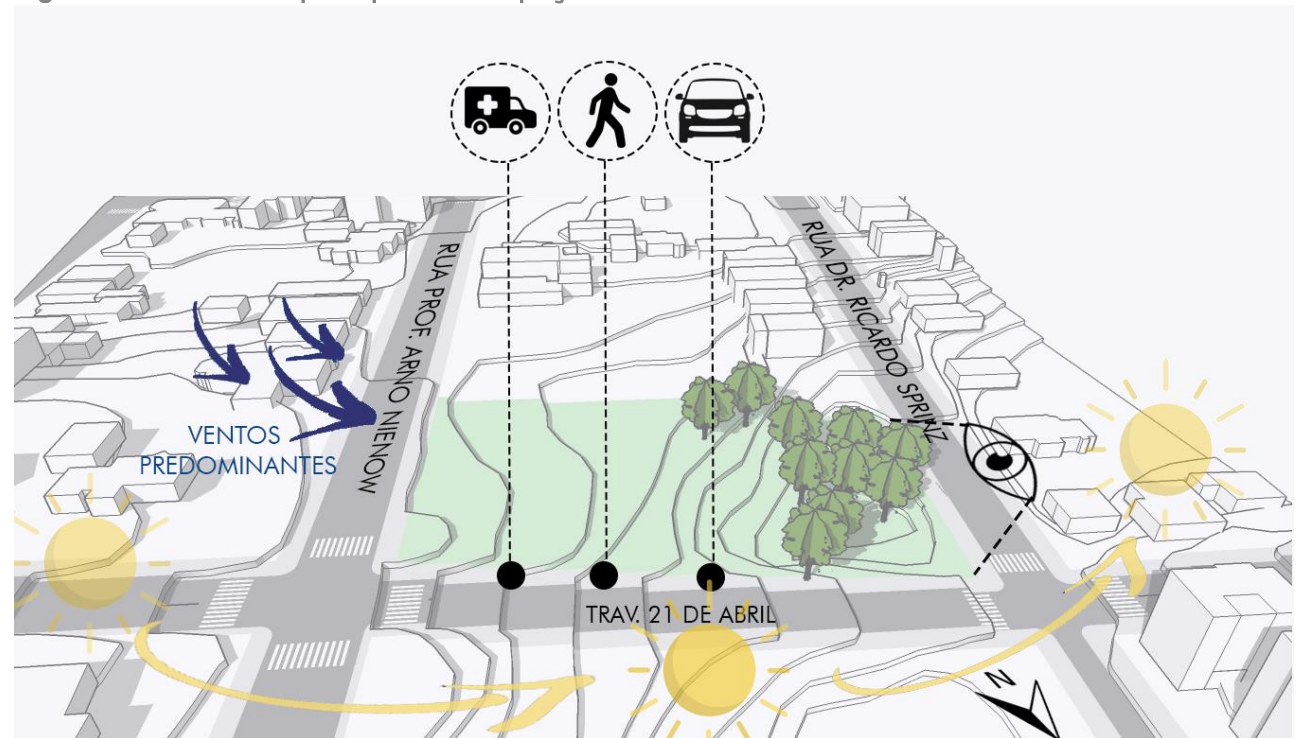 RUA PROF. ARNO NIENOW
RUA DR. RICARDO SPRINZ
VENTOS
PREDOMINANTES
TRAV. 21 DE ABRIL
N